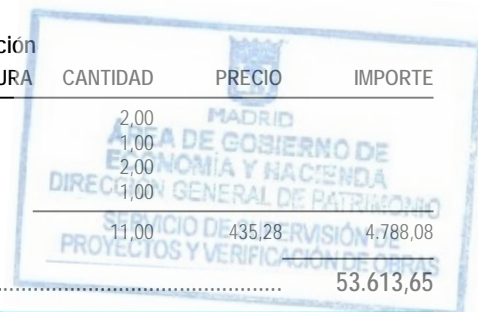 ción
URA CANTIDAD PRECIO IMPORTE
2,00
MADRID
1,00
ÁREA DE GOBIERNO DE
2,00
ECONOMÍA Y HACIENDA
1,00
DIRECCIÓN GENERAL DE PATRIMONIO
11,00 435,28 4.788,08
SERVICIO DE SUPERVISIÓN DE
PROYECTOS Y VERIFICACIÓN DE OBRAS
.................................................. 53.613,65